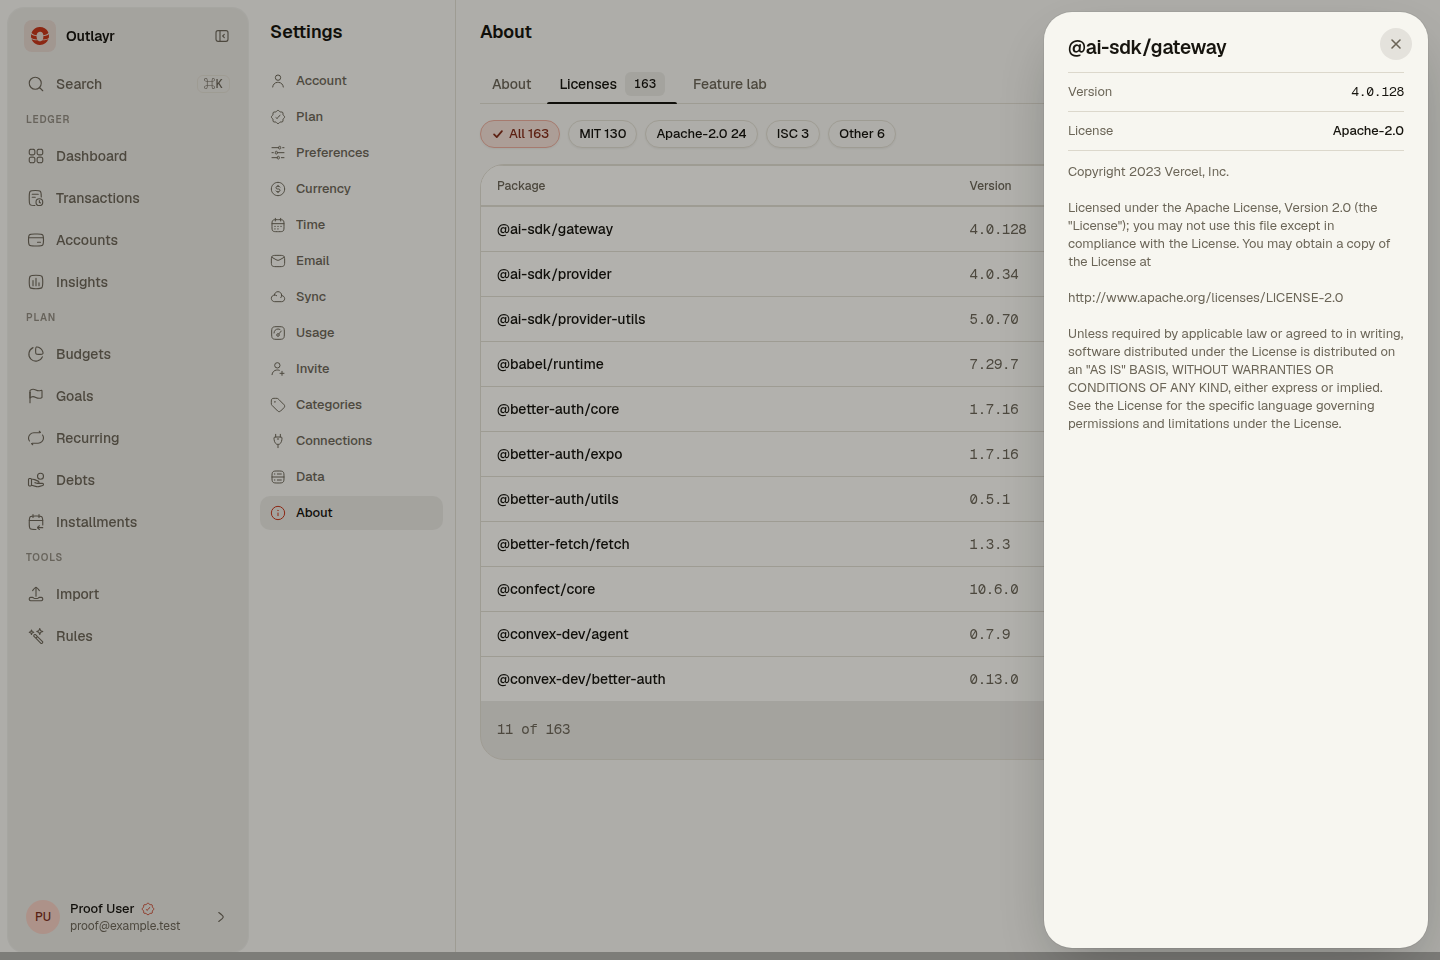 Outlayr
Search ⌘K
LEDGER
Dashboard
Transactions
Accounts
Insights
PLAN
Budgets
Goals
Recurring
Debts
Installments
TOOLS
Import
Rules
PU
Proof User
proof@example.test
Settings
Account
Plan
Preferences
Currency
Time
Email
Sync
Usage
Invite
Categories
Connections
Data
About
About
About Licenses 163 Feature lab
All 163 MIT 130 Apache-2.0 24 ISC 3 Other 6
Package Version
@ai-sdk/gateway 4.0.128
@ai-sdk/provider 4.0.34
@ai-sdk/provider-utils 5.0.70
@babel/runtime 7.29.7
@better-auth/core 1.7.16
@better-auth/expo 1.7.16
@better-auth/utils 0.5.1
@better-fetch/fetch 1.3.3
@confect/core 10.6.0
@convex-dev/agent 0.7.9
@convex-dev/better-auth 0.13.0
11 of 163
@ai-sdk/gateway
Version 4.0.128
License Apache-2.0
Copyright 2023 Vercel, Inc.
Licensed under the Apache License, Version 2.0 (the
"License"); you may not use this file except in
compliance with the License. You may obtain a copy of
the License at
http://www.apache.org/licenses/LICENSE-2.0
Unless required by applicable law or agreed to in writing,
software distributed under the License is distributed on
an "AS IS" BASIS, WITHOUT WARRANTIES OR
CONDITIONS OF ANY KIND, either express or implied.
See the License for the specific language governing
permissions and limitations under the License.